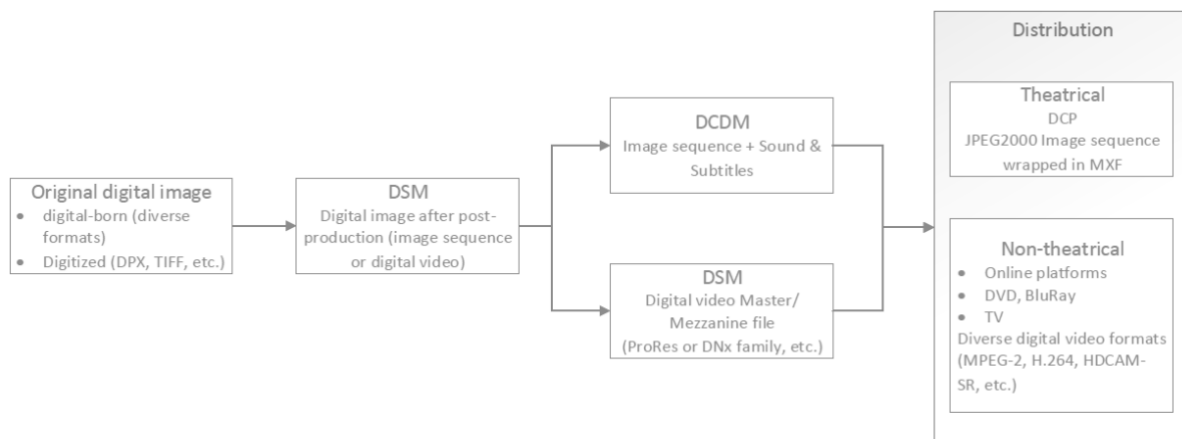 Original digital image
• digital-born (diverse
formats)
• Digitized (DPX, TIFF, etc.)
DSM
Digital image after post-
production (image sequence
or digital video)
DCDM
Image sequence + Sound &
Subtitles
DSM
Digital video Master/
Mezzanine file
(ProRes or DNx family, etc.)
Distribution
Theatrical
DCP
JPEG2000 Image sequence
wrapped in MXF
Non-theatrical
• Online platforms
• DVD, BluRay
• TV
Diverse digital video formats
(MPEG-2, H.264, HDCAM-
SR, etc.)